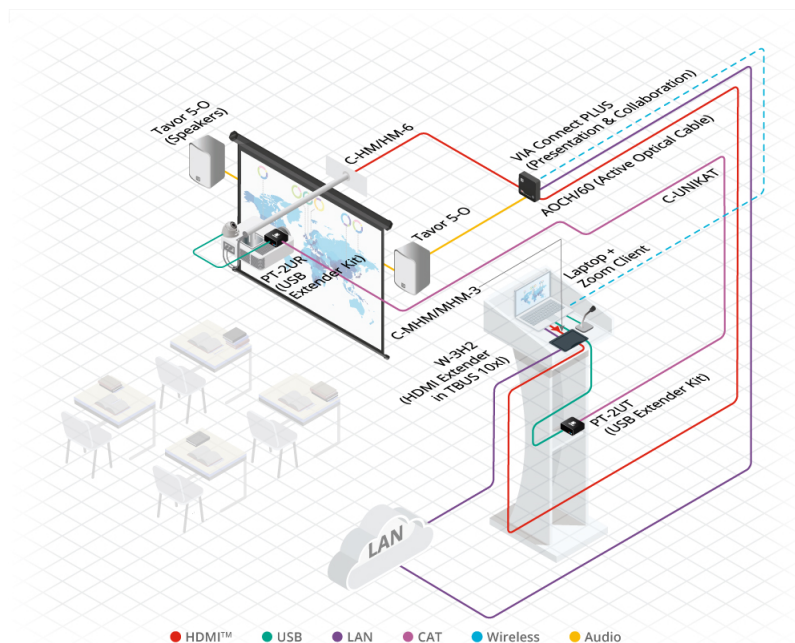 Tavor 5-O
(Speakers)
C-HM/HM-6
VIA Connect PLUS
(Presentation & Collaboration)
AOCH/60 (Active Optical Cable)
C-UNIKAT
Tavor 5-O
Laptop +
Zoom Client
PT-2UR
(USB
Extender Kit)
C-MHM/MHM-3
W-3H2
(HDMI Extender
in TBUS 10xl)
PT-2UT
(USB Extender Kit)
LAN
HDMI™
USB
LAN
CAT
Wireless
Audio